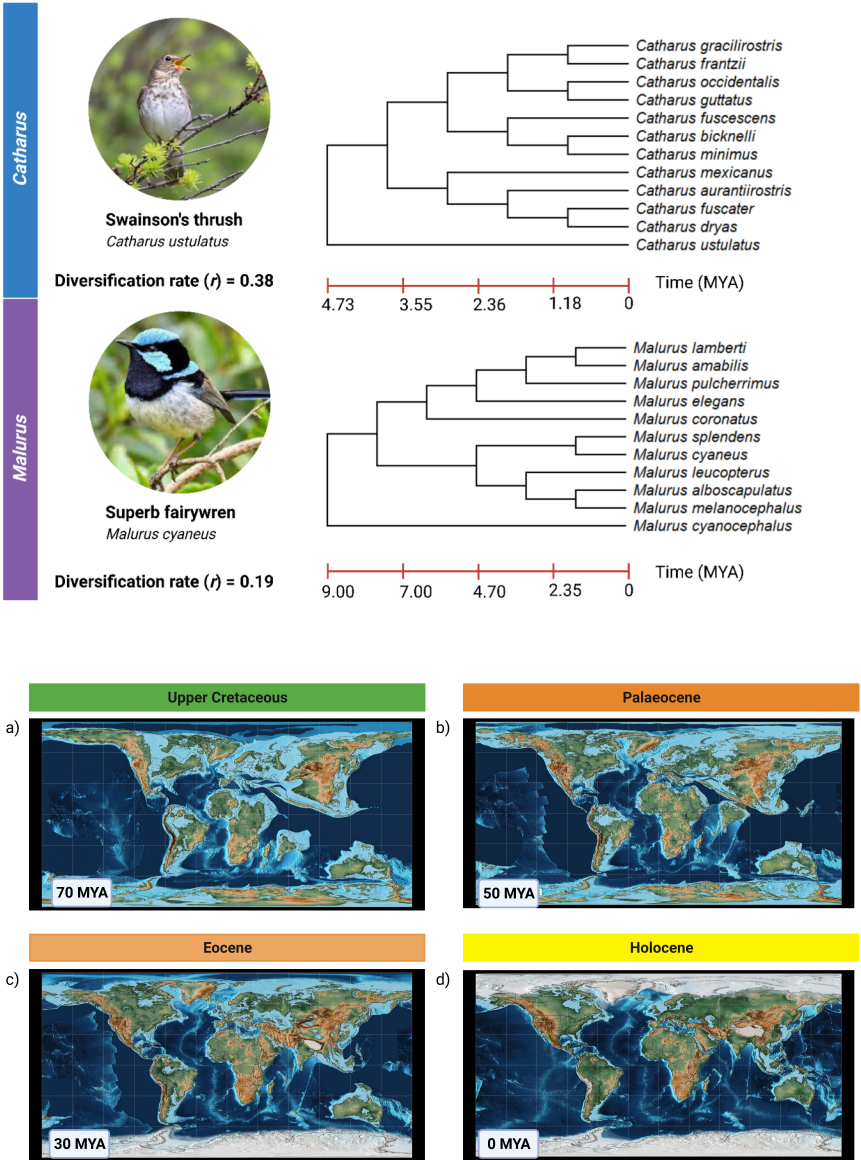 Catharus
Swainson's thrush
Catharus ustulatus
Diversification rate (r) = 0.38
Catharus gracilirostris
Catharus frantzii
Catharus occidentalis
Catharus guttatus
Catharus fuscescens
Catharus bicknelli
Catharus minimus
Catharus mexicanus
Catharus aurantiirostris
Catharus fuscater
Catharus dryas
Catharus ustulatus
Time (MYA)
4.73 3.55 2.36 1.18 0
Malurus
Superb fairywren
Malurus cyaneus
Diversification rate (r) = 0.19
Malurus lamberti
Malurus amabilis
Malurus pulcherrimus
Malurus elegans
Malurus coronatus
Malurus splendens
Malurus cyaneus
Malurus leucopterus
Malurus alboscapulatus
Malurus melanocephalus
Malurus cyanocephalus
Time (MYA)
9.00 7.00 4.70 2.35 0
Upper Cretaceous
a)
70 MYA
Palaeocene
b)
50 MYA
Eocene
c)
30 MYA
Holocene
d)
0 MYA